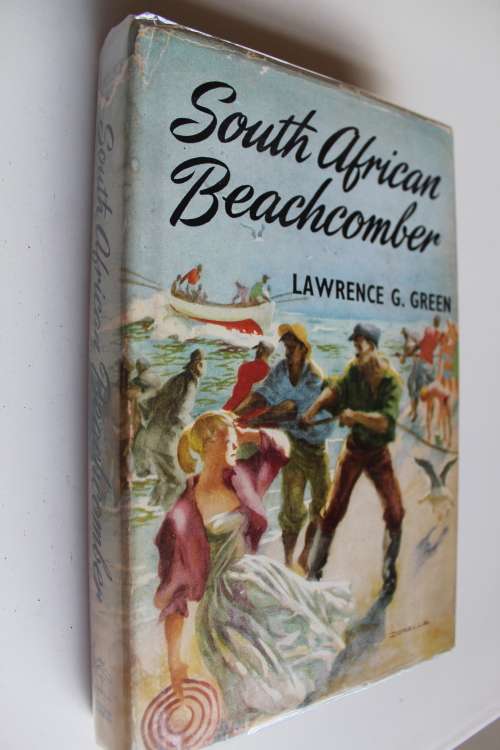 South African
Beachcomber
LAWRENCE G. GREEN
South African Beachcomber